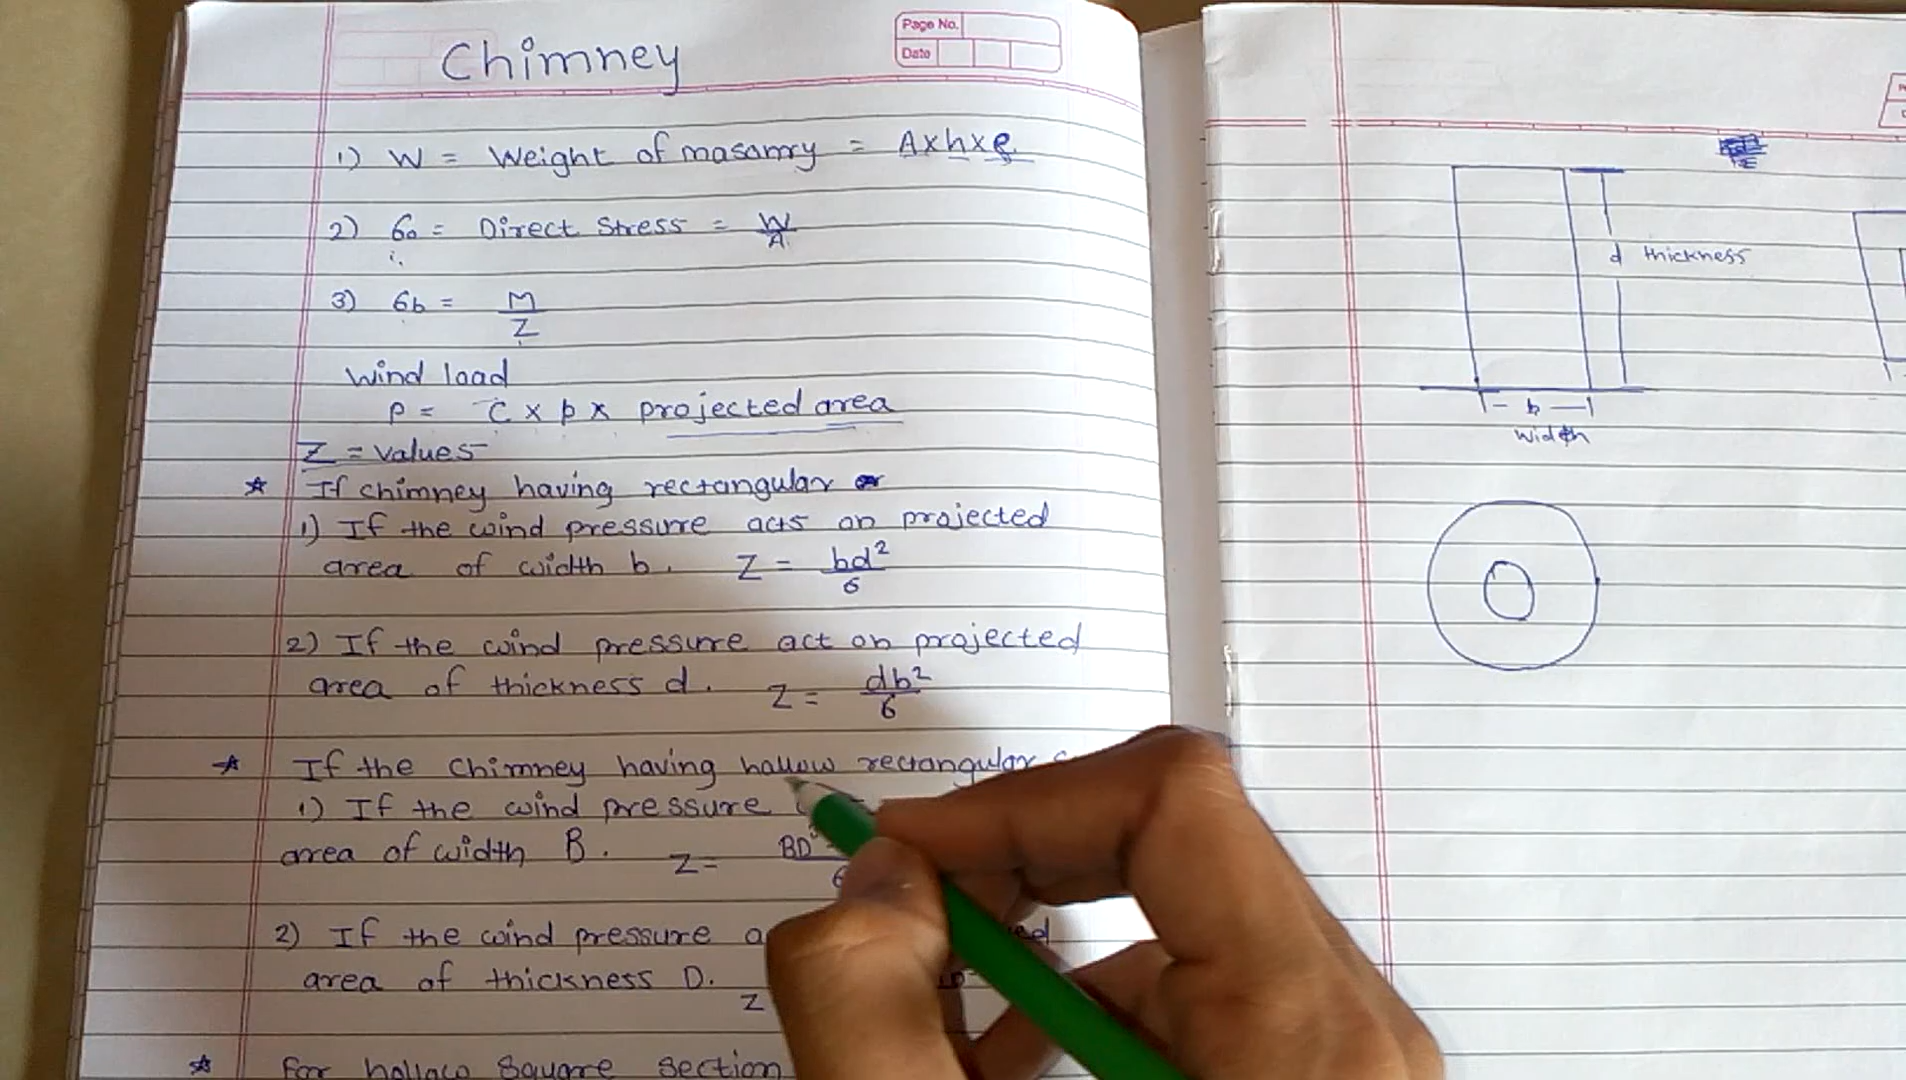 Page No.
Date
Chimney
1) W = Weight of masonry = A×h×ρ
2) σo = Direct Stress = W/A
3) σb = M/Z
Wind load
P = C × p × projected area
Z = values
☆ If chimney having rectangular
1) If the wind pressure acts on projected
area of width b. Z = bd²/6
2) If the wind pressure act on projected
area of thickness d. Z = db²/6
☆ If the chimney having hollow rectangular
1) If the wind pressure
area of width B. Z = BD
2) If the wind pressure
area of thickness D.
Z
☆ For hollow square section
d thickness
b
width